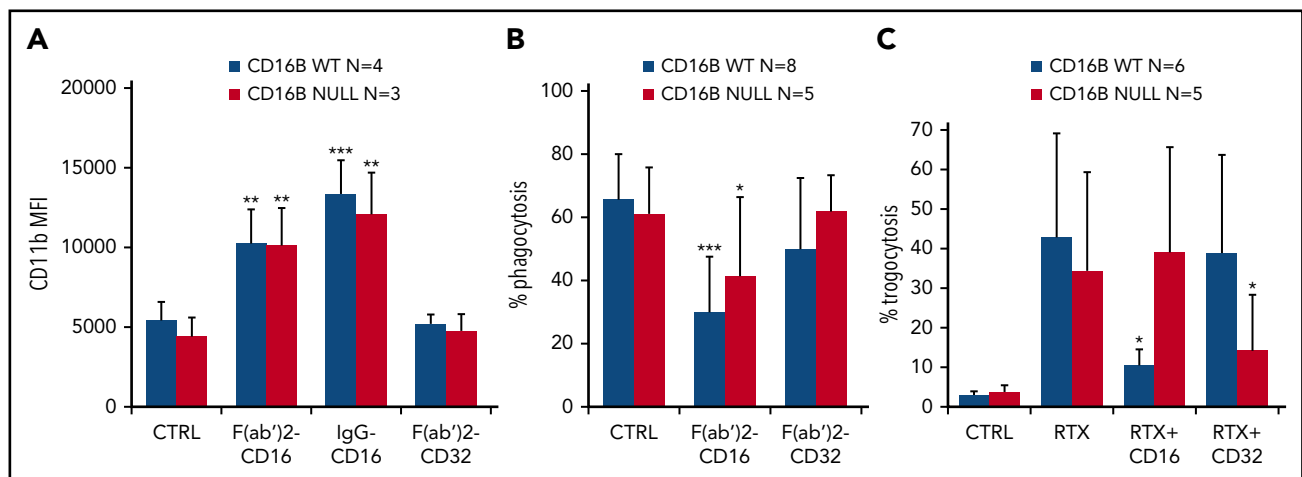 A
CD16B WT N=4
CD16B NULL N=3
CD11b MFI
20000
15000
10000
5000
0
** ** *** **
CTRL F(ab')2- IgG- F(ab')2-
CD16 CD16 CD32
B
CD16B WT N=8
CD16B NULL N=5
% phagocytosis
100
80
60
40
20
0
*** *
CTRL F(ab')2- F(ab')2-
CD16 CD32
C
CD16B WT N=6
CD16B NULL N=5
% trogocytosis
70
60
50
40
30
20
10
0
* *
CTRL RTX RTX+ RTX+
CD16 CD32